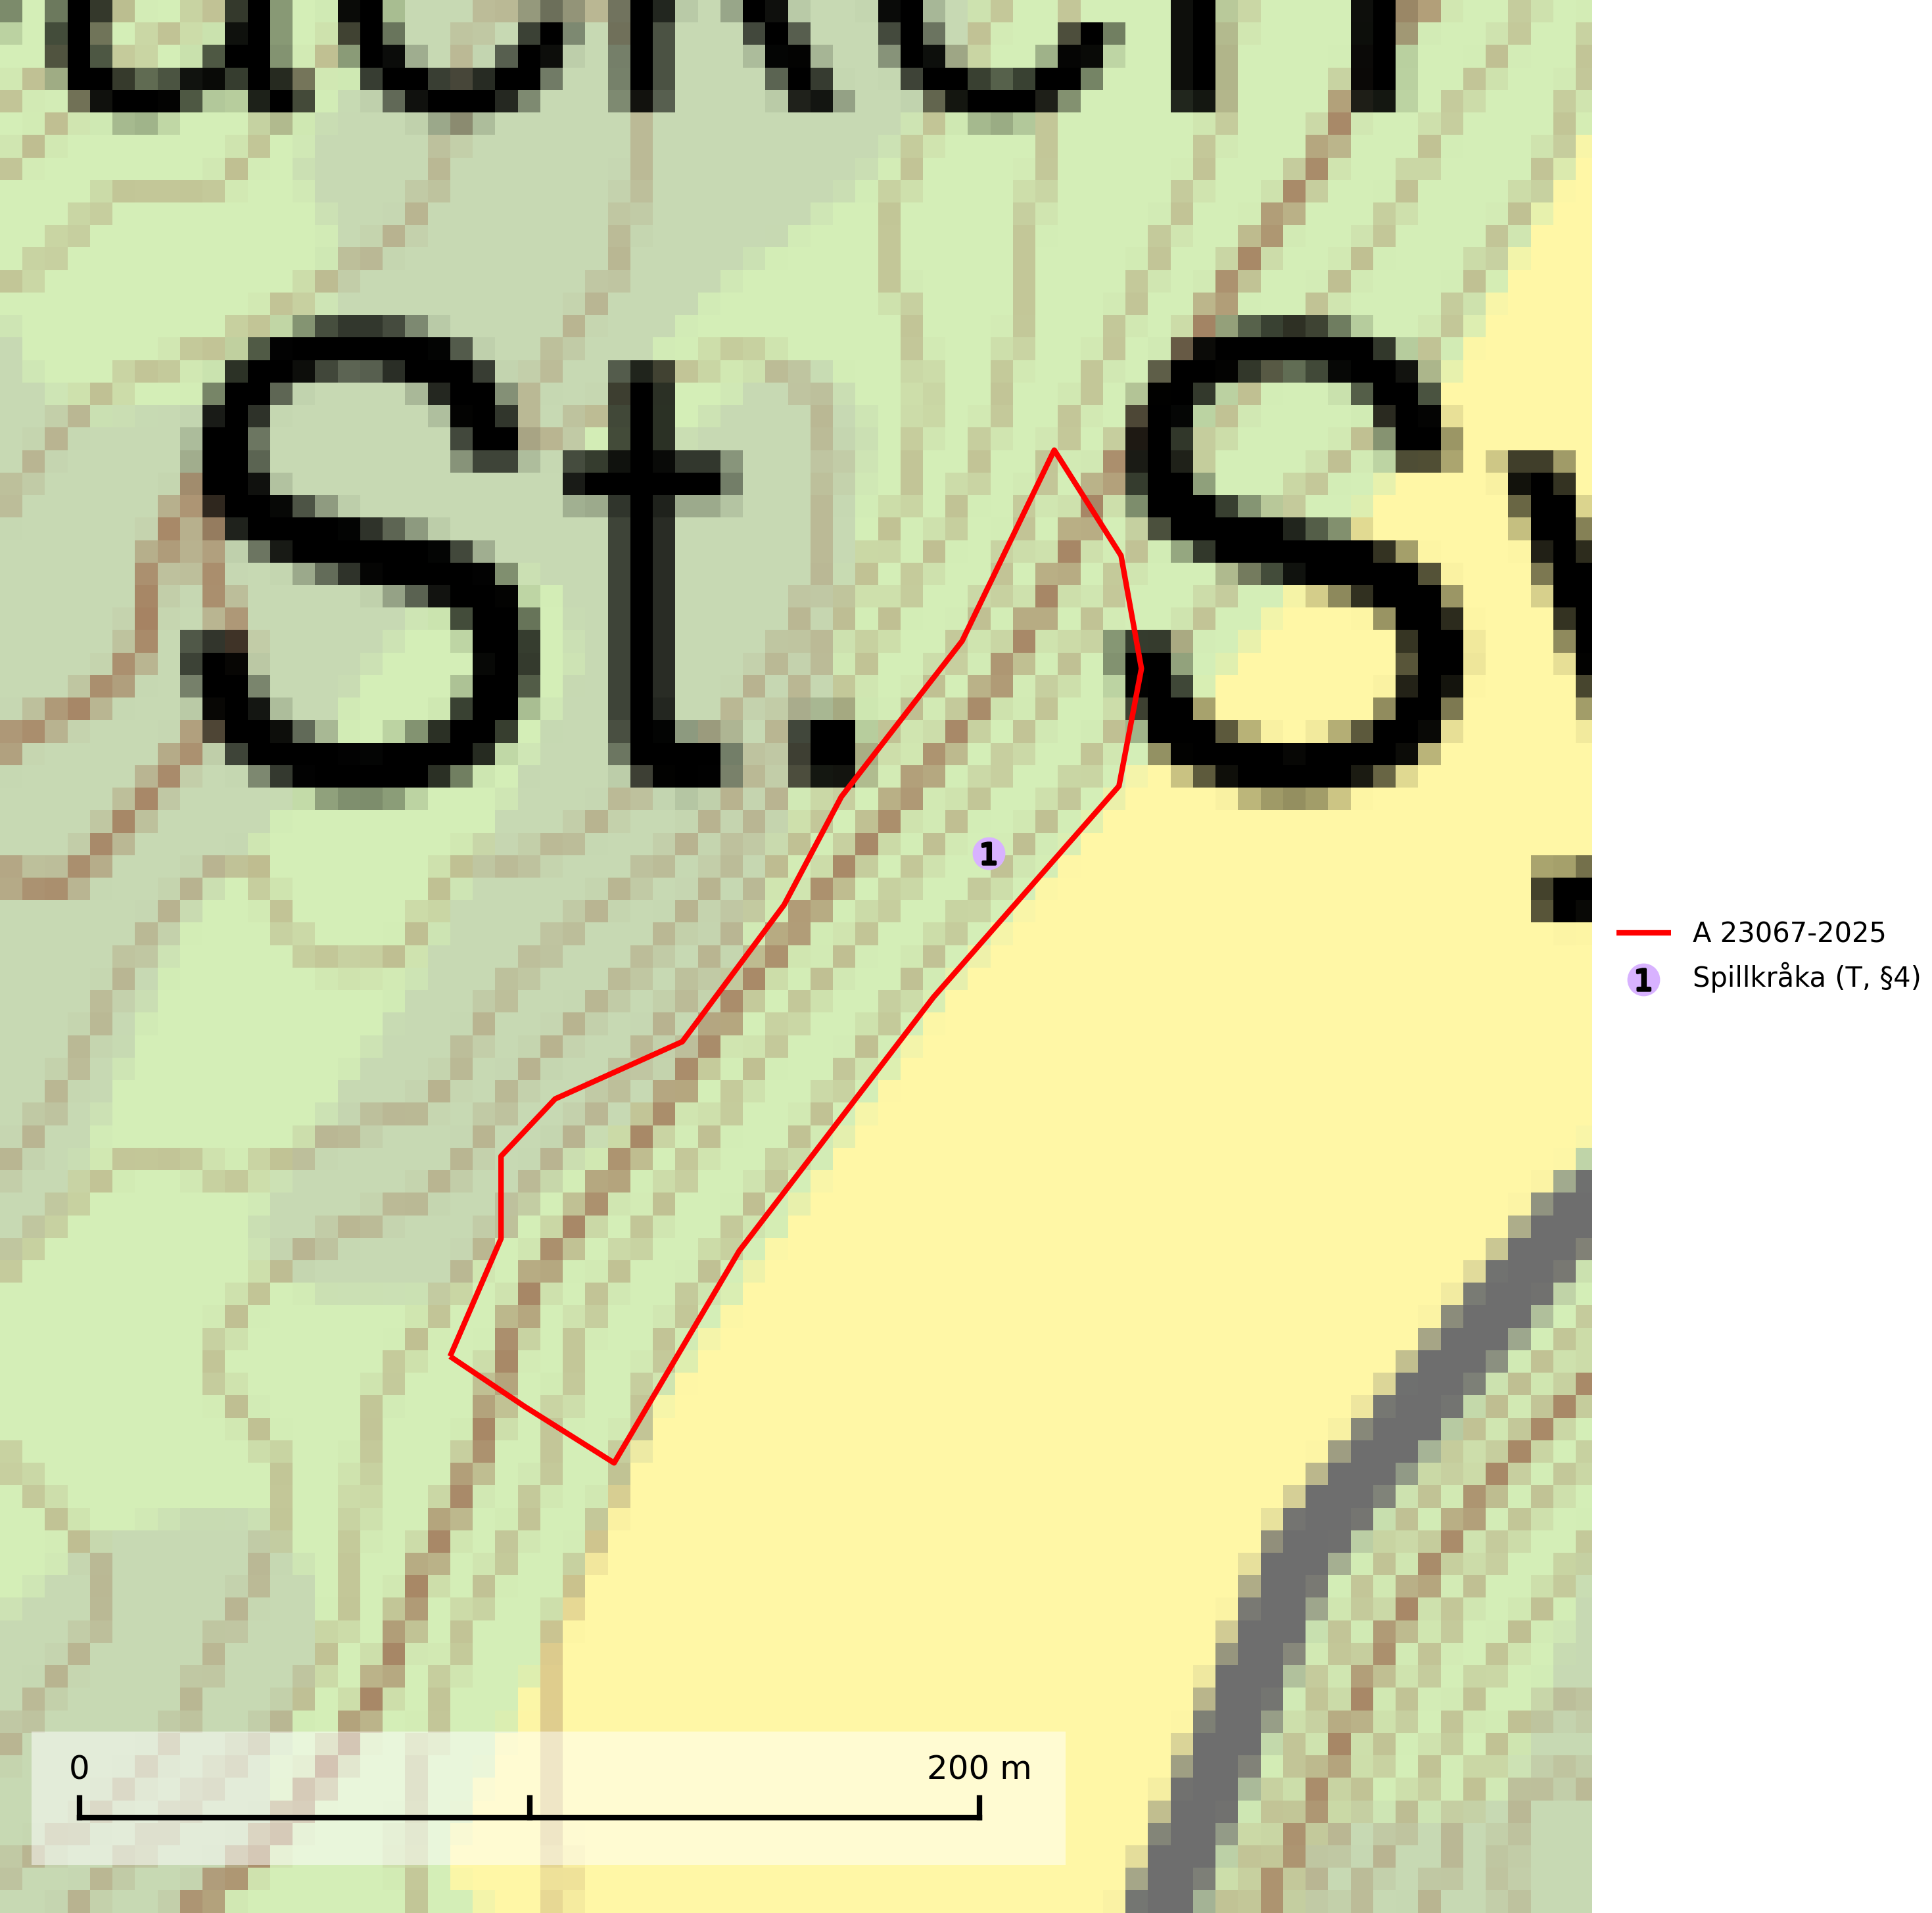 St. S
1
A 23067-2025
1 Spillkråka (T, §4)
0 200 m